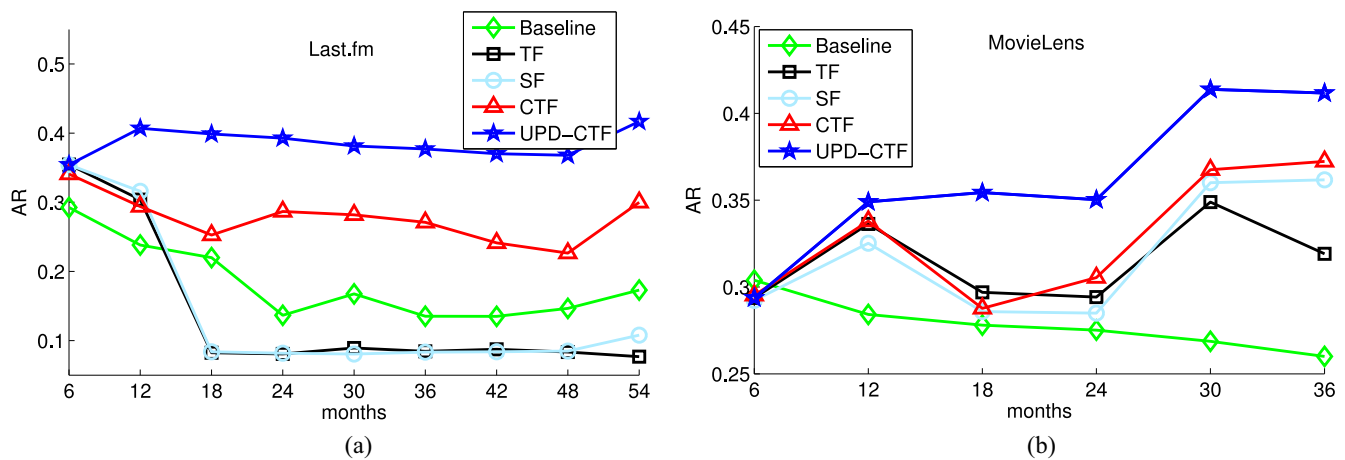 Last.fm
Baseline
TF
SF
CTF
UPD-CTF
AR
0.5
0.4
0.3
0.2
0.1
6 12 18 24 30 36 42 48 54
months
(a)
MovieLens
Baseline
TF
SF
CTF
UPD-CTF
AR
0.45
0.4
0.35
0.3
0.25
6 12 18 24 30 36
months
(b)